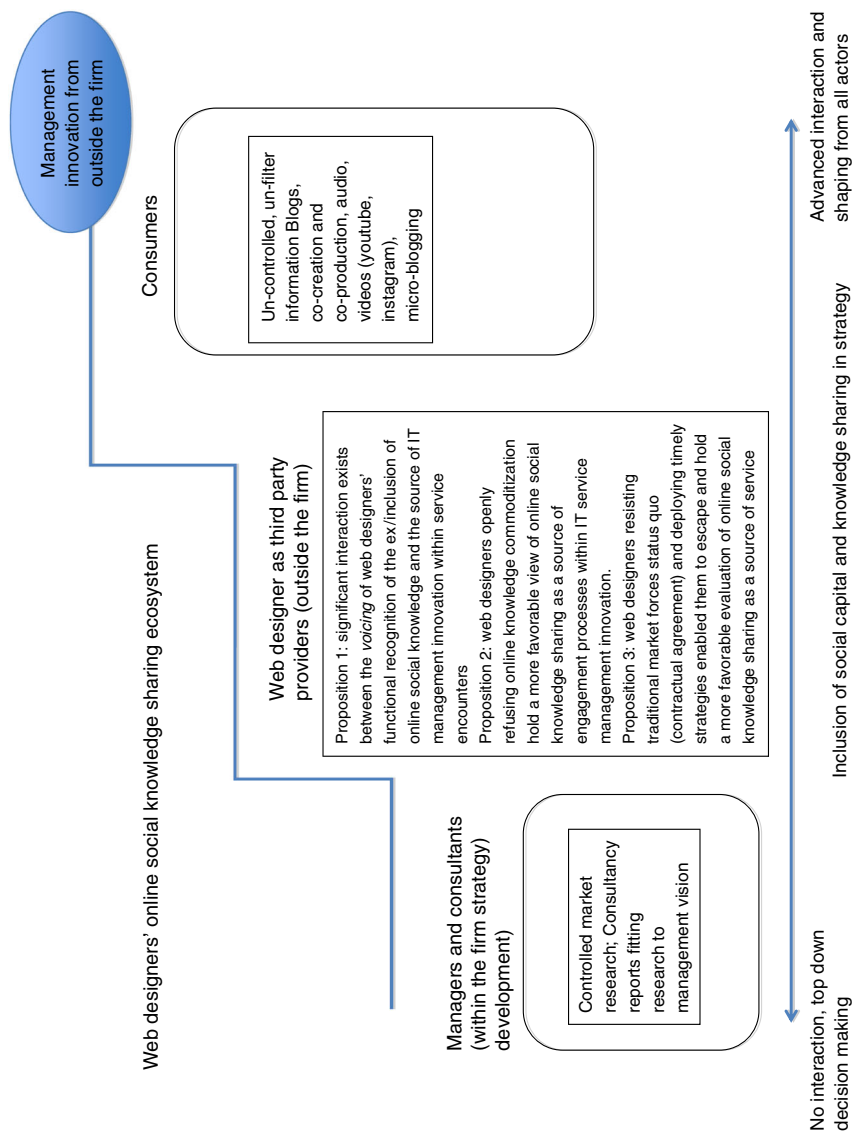 Web designers’ online social knowledge sharing ecosystem
Management
innovation from
outside the firm
Managers and consultants
(within the firm strategy
development)
Controlled market
research; Consultancy
reports fitting
research to
management vision
Web designer as third party
providers (outside the firm)
Proposition 1: significant interaction exists
between the voicing of web designers’
functional recognition of the ex/inclusion of
online social knowledge and the source of IT
management innovation within service
encounters
Proposition 2: web designers openly
refusing online knowledge commoditization
hold a more favorable view of online social
knowledge sharing as a source of
engagement processes within IT service
management innovation.
Proposition 3: web designers resisting
traditional market forces status quo
(contractual agreement) and deploying timely
strategies enabled them to escape and hold
a more favorable evaluation of online social
knowledge sharing as a source of service
Consumers
Un-controlled, un-filter
information Blogs,
co-creation and
co-production, audio,
videos (youtube,
instagram),
micro-blogging
No interaction, top down
decision making
Inclusion of social capital and knowledge sharing in strategy
Advanced interaction and
shaping from all actors